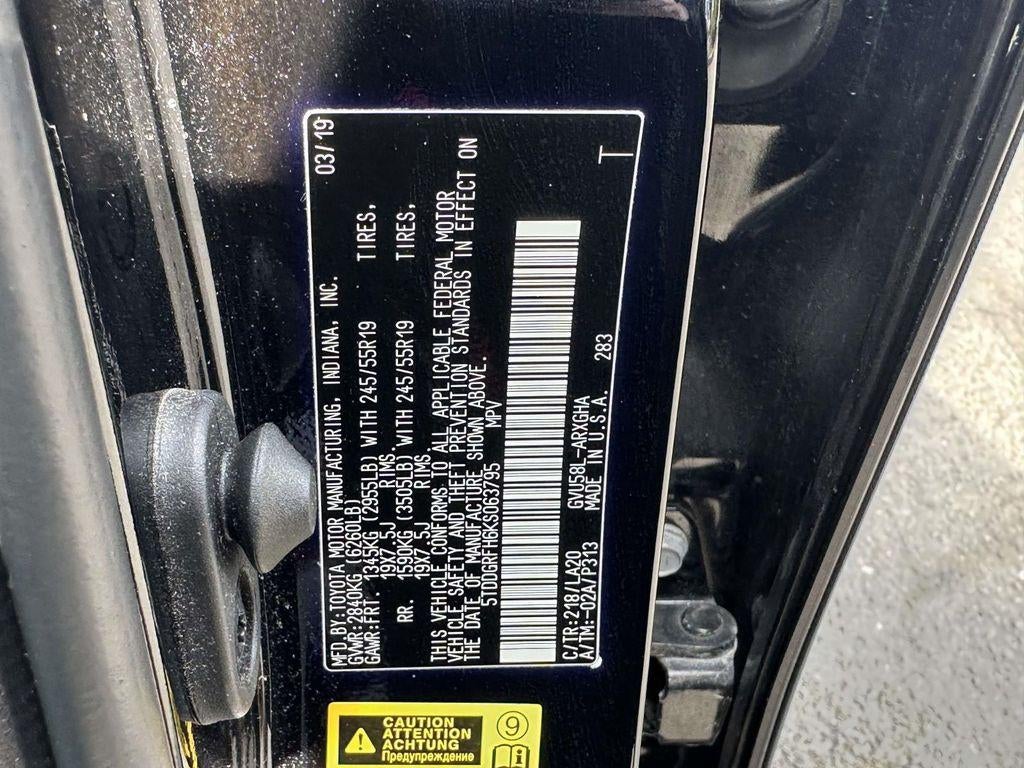 MFD.BY:TOYOTA MOTOR MANUFACTURING, INDIANA, INC. 03/19
GVWR:2840KG (6260LB)
GAWR:FRT. 1345KG (2955LB) WITH 245/55R19 TIRES,
19X7.5J RIMS,
RR. 1590KG (3505LB) WITH 245/55R19 TIRES,
19X7.5J RIMS.
THIS VEHICLE CONFORMS TO ALL APPLICABLE FEDERAL MOTOR
VEHICLE SAFETY AND THEFT PREVENTION STANDARDS IN EFFECT ON
THE DATE OF MANUFACTURE SHOWN ABOVE.
5TDDGRFH6KS063795 MPV
C/TR:218/LA20 GVU58L-ARXGHA
A/TM:-02A/P313 MADE IN U.S.A. 283
T
CAUTION
ATTENTION
ACHTUNG
Предупреждение
9